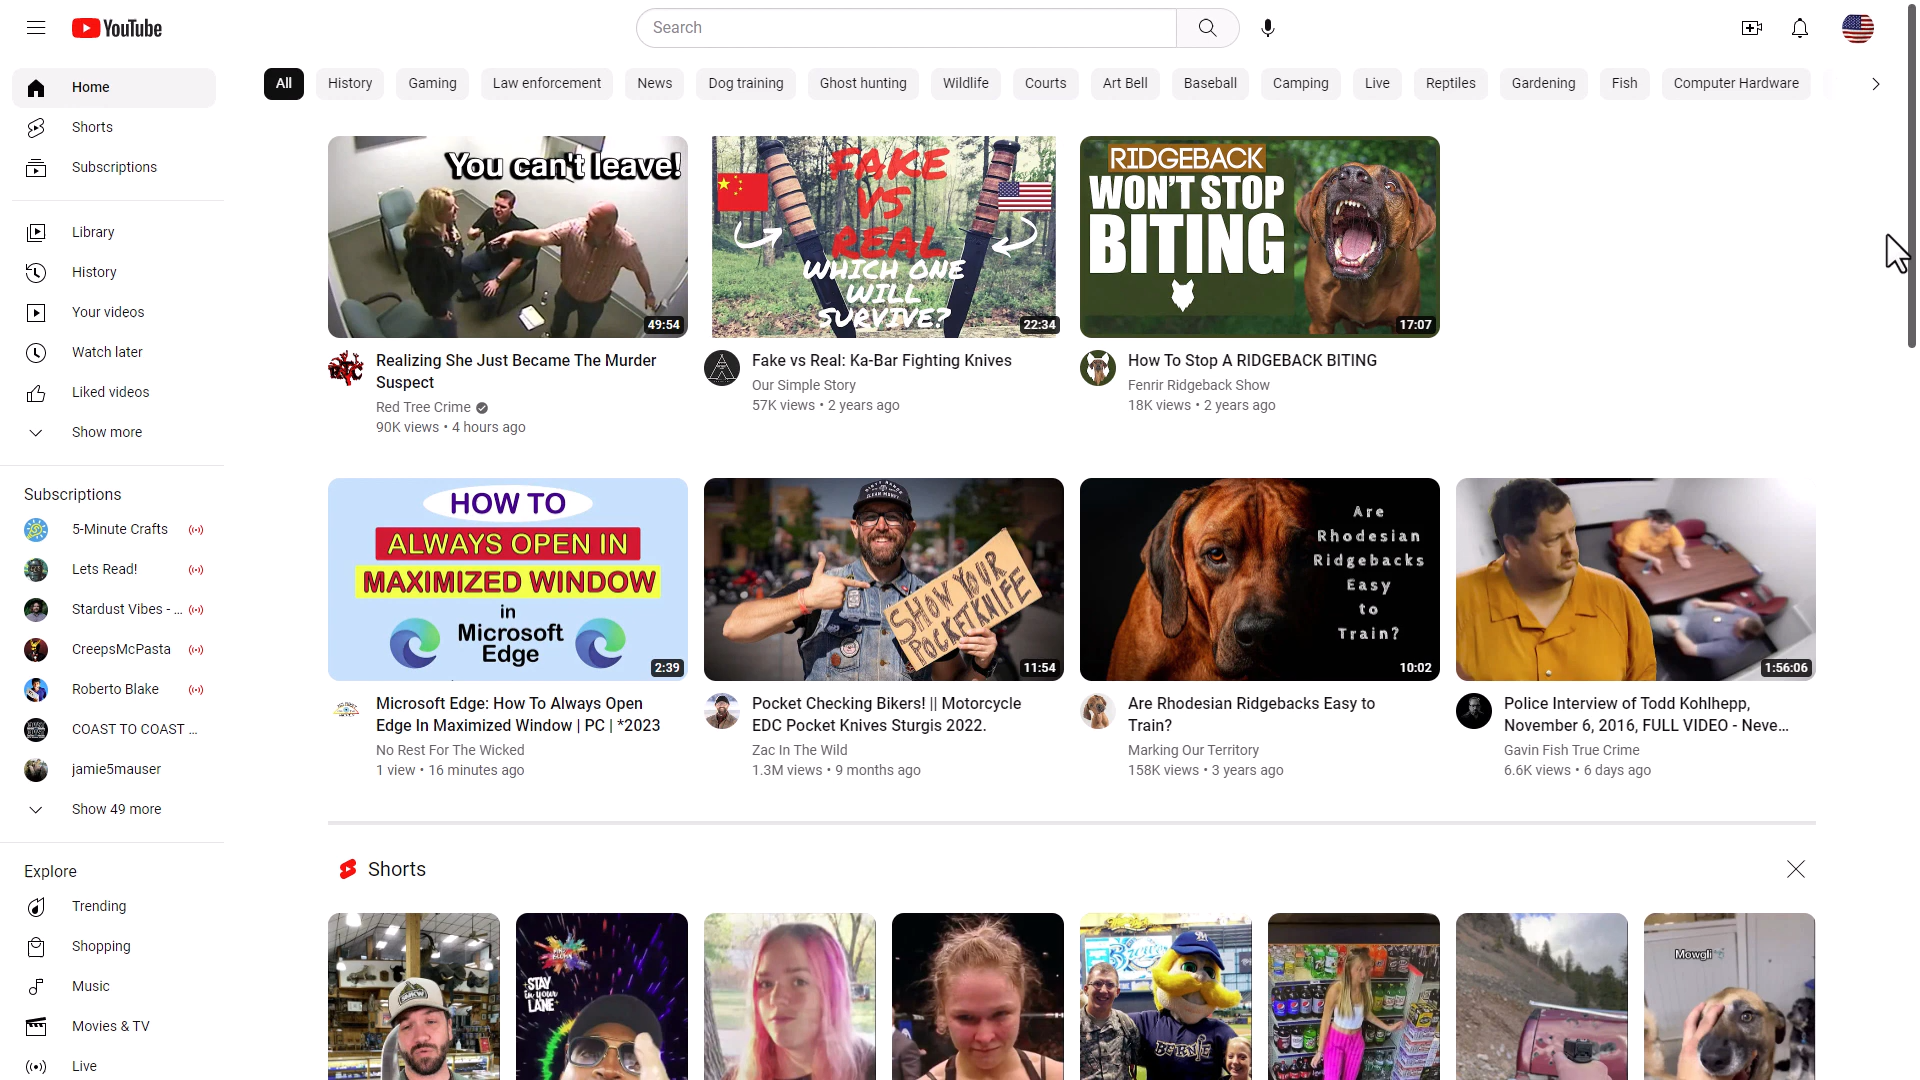 YouTube
Search
Home
Shorts
Subscriptions
Library
History
Your videos
Watch later
Liked videos
Show more
Subscriptions
5-Minute Crafts
Lets Read!
Stardust Vibes - ...
CreepsMcPasta
Roberto Blake
COAST TO COAST ...
jamie5mauser
Show 49 more
Explore
Trending
Shopping
Music
Movies & TV
Live
All
History
Gaming
Law enforcement
News
Dog training
Ghost hunting
Wildlife
Courts
Art Bell
Baseball
Camping
Live
Reptiles
Gardening
Fish
Computer Hardware
You can't leave!
49:54
Realizing She Just Became The Murder
Suspect
Red Tree Crime
90K views • 4 hours ago
FAKE
VS
REAL
WHICH ONE
WILL
SURVIVE?
22:34
Fake vs Real: Ka-Bar Fighting Knives
Our Simple Story
57K views • 2 years ago
RIDGEBACK
WON'T STOP
BITING
17:07
How To Stop A RIDGEBACK BITING
Fenrir Ridgeback Show
18K views • 2 years ago
HOW TO
ALWAYS OPEN IN
MAXIMIZED WINDOW
in
Microsoft
Edge
2:39
Microsoft Edge: How To Always Open
Edge In Maximized Window | PC | *2023
No Rest For The Wicked
1 view • 16 minutes ago
SHOW YOUR
POCKETKNIFE
11:54
Pocket Checking Bikers! || Motorcycle
EDC Pocket Knives Sturgis 2022.
Zac In The Wild
1.3M views • 9 months ago
Are
Rhodesian
Ridgebacks
Easy
to
Train?
10:02
Are Rhodesian Ridgebacks Easy to
Train?
Marking Our Territory
158K views • 3 years ago
1:56:06
Police Interview of Todd Kohlhepp,
November 6, 2016, FULL VIDEO - Neve...
Gavin Fish True Crime
6.6K views • 6 days ago
Shorts
STAY
in your
LANE
BERNIE
Mowgli